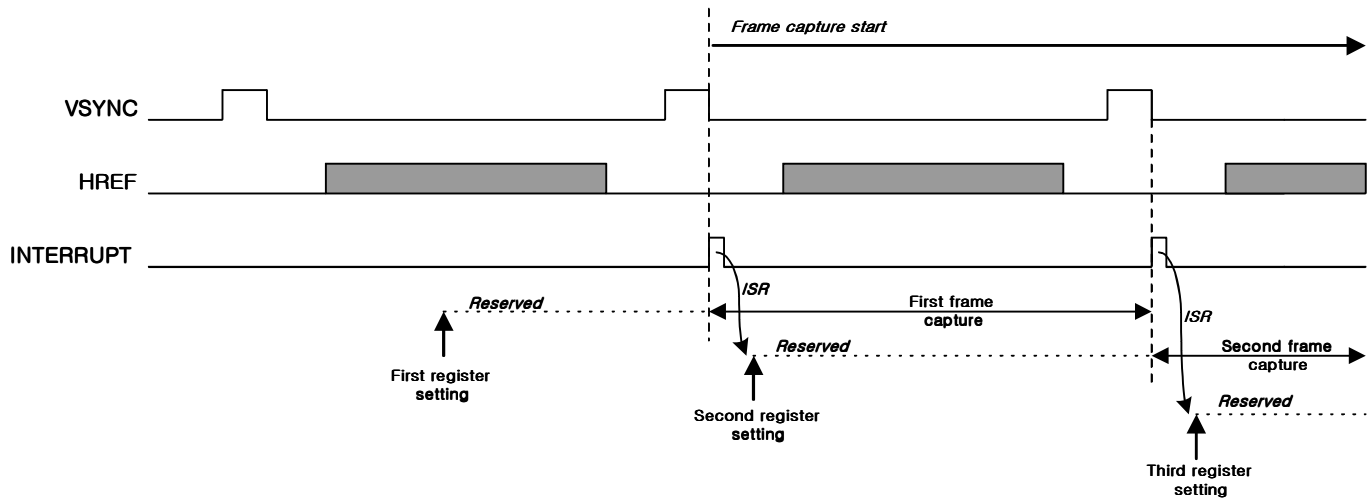 Frame capture start
VSYNC
HREF
INTERRUPT
Reserved
ISR
First frame
capture
ISR
First register
setting
Reserved
Second frame
capture
Second register
setting
Reserved
Third register
setting